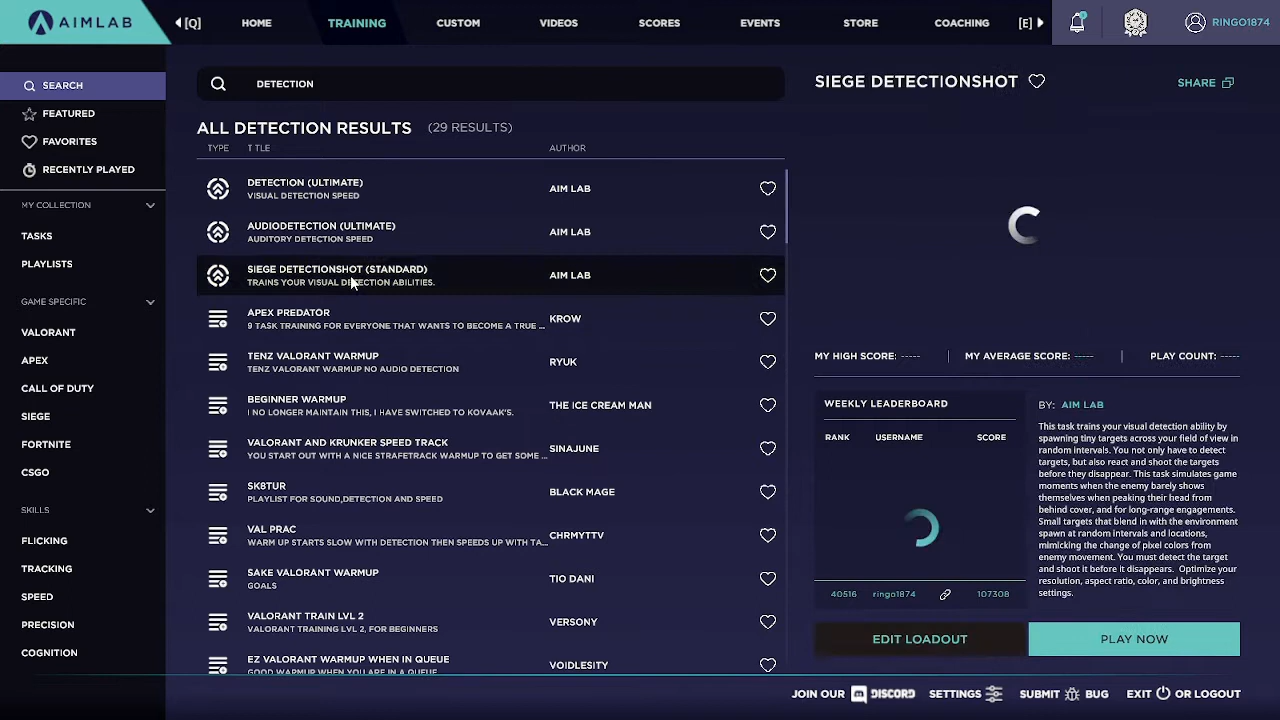 AIMLAB
[Q]
HOME
TRAINING
CUSTOM
VIDEOS
SCORES
EVENTS
STORE
COACHING
[E]
RINGO1874
SEARCH
FEATURED
FAVORITES
RECENTLY PLAYED
MY COLLECTION
TASKS
PLAYLISTS
GAME SPECIFIC
VALORANT
APEX
CALL OF DUTY
SIEGE
FORTNITE
CSGO
SKILLS
FLICKING
TRACKING
SPEED
PRECISION
COGNITION
DETECTION
ALL DETECTION RESULTS (29 RESULTS)
TYPE TITLE AUTHOR
DETECTION (ULTIMATE)
VISUAL DETECTION SPEED
AIM LAB
AUDIODETECTION (ULTIMATE)
AUDITORY DETECTION SPEED
AIM LAB
SIEGE DETECTIONSHOT (STANDARD)
TRAINS YOUR VISUAL DETECTION ABILITIES.
AIM LAB
APEX PREDATOR
9 TASK TRAINING FOR EVERYONE THAT WANTS TO BECOME A TRUE ...
KROW
TENZ VALORANT WARMUP
TENZ VALORANT WARMUP NO AUDIO DETECTION
RYUK
BEGINNER WARMUP
I NO LONGER MAINTAIN THIS, I HAVE SWITCHED TO KOVAAK'S.
THE ICE CREAM MAN
VALORANT AND KRUNKER SPEED TRACK
YOU START OUT WITH A NICE STRAFETRACK WARMUP TO GET SOME ...
SINAJUNE
SK8TUR
PLAYLIST FOR SOUND,DETECTION AND SPEED
BLACK MAGE
VAL PRAC
WARM UP STARTS SLOW WITH DETECTION THEN SPEEDS UP WITH TA...
CHRMYTTV
SAKE VALORANT WARMUP
GOALS
TIO DANI
VALORANT TRAIN LVL 2
VALORANT TRAINING LVL 2, FOR BEGINNERS
VERSONY
EZ VALORANT WARMUP WHEN IN QUEUE
GOOD WARMUP WHEN YOU ARE IN A QUEUE
VOIDLESITY
SIEGE DETECTIONSHOT
SHARE
MY HIGH SCORE: -----
MY AVERAGE SCORE: -----
PLAY COUNT: -----
WEEKLY LEADERBOARD
RANK USERNAME SCORE
40516 ringo1874 107308
BY: AIM LAB
This task trains your visual detection ability by
spawning tiny targets across your field of view in
random intervals. You not only have to detect
targets, but also react and shoot the targets
before they disappear. This task simulates game
moments when the enemy barely shows
themselves when peaking their head from
behind cover, and for long-range engagements.
Small targets that blend in with the environment
spawn at random intervals and locations,
mimicking the change of pixel colors from
enemy movement. You must detect the target
and shoot it before it disappears. Optimize your
resolution, aspect ratio, color, and brightness
settings.
EDIT LOADOUT
PLAY NOW
JOIN OUR DISCORD
SETTINGS
SUBMIT BUG
EXIT OR LOGOUT